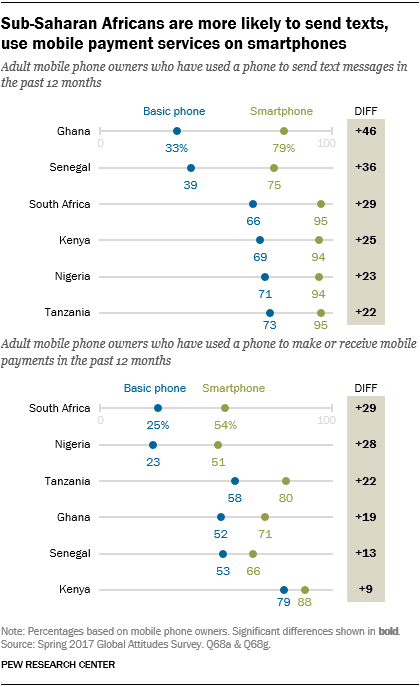 Sub-Saharan Africans are more likely to send texts,
use mobile payment services on smartphones
Adult mobile phone owners who have used a phone to send text messages in
the past 12 months
Basic phone Smartphone DIFF
Ghana 0 33% 79% 100 +46
Senegal 39 75 +36
South Africa 66 95 +29
Kenya 69 94 +25
Nigeria 71 94 +23
Tanzania 73 95 +22
Adult mobile phone owners who have used a phone to make or receive mobile
payments in the past 12 months
Basic phone Smartphone DIFF
South Africa 0 25% 54% 100 +29
Nigeria 23 51 +28
Tanzania 58 80 +22
Ghana 52 71 +19
Senegal 53 66 +13
Kenya 79 88 +9
Note: Percentages based on mobile phone owners. Significant differences shown in bold.
Source: Spring 2017 Global Attitudes Survey. Q68a & Q68g.
PEW RESEARCH CENTER